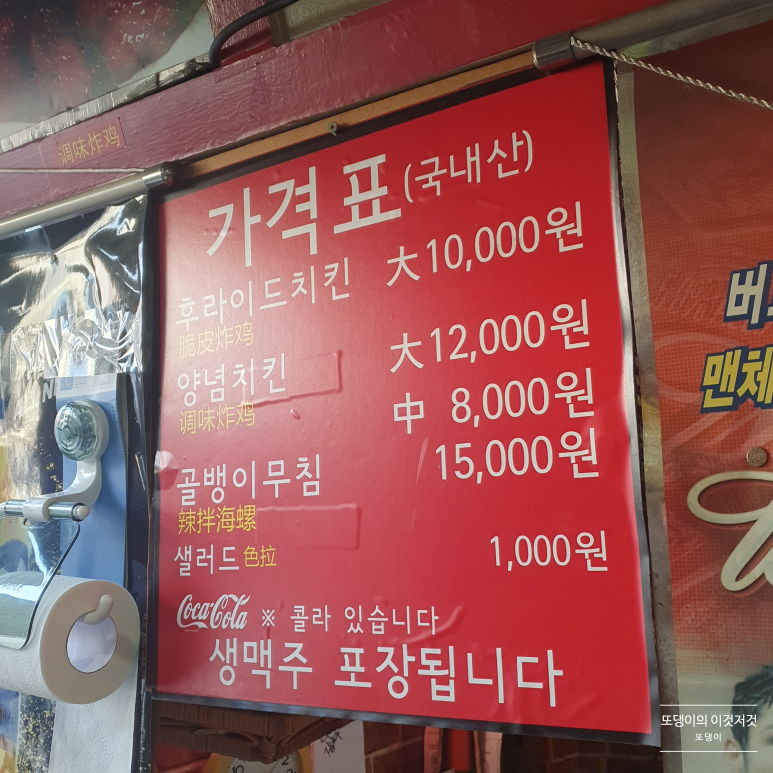 调味炸鸡
가격표 (국내산)
후라이드치킨 大 10,000원
脆皮炸鸡
양념치킨 大 12,000원
调味炸鸡 中 8,000원
골뱅이무침 15,000원
辣拌海螺
샐러드 色拉 1,000원
Coca-Cola ※ 콜라 있습니다
생맥주 포장됩니다
맨체
또댕이의 이것저것
또댕이